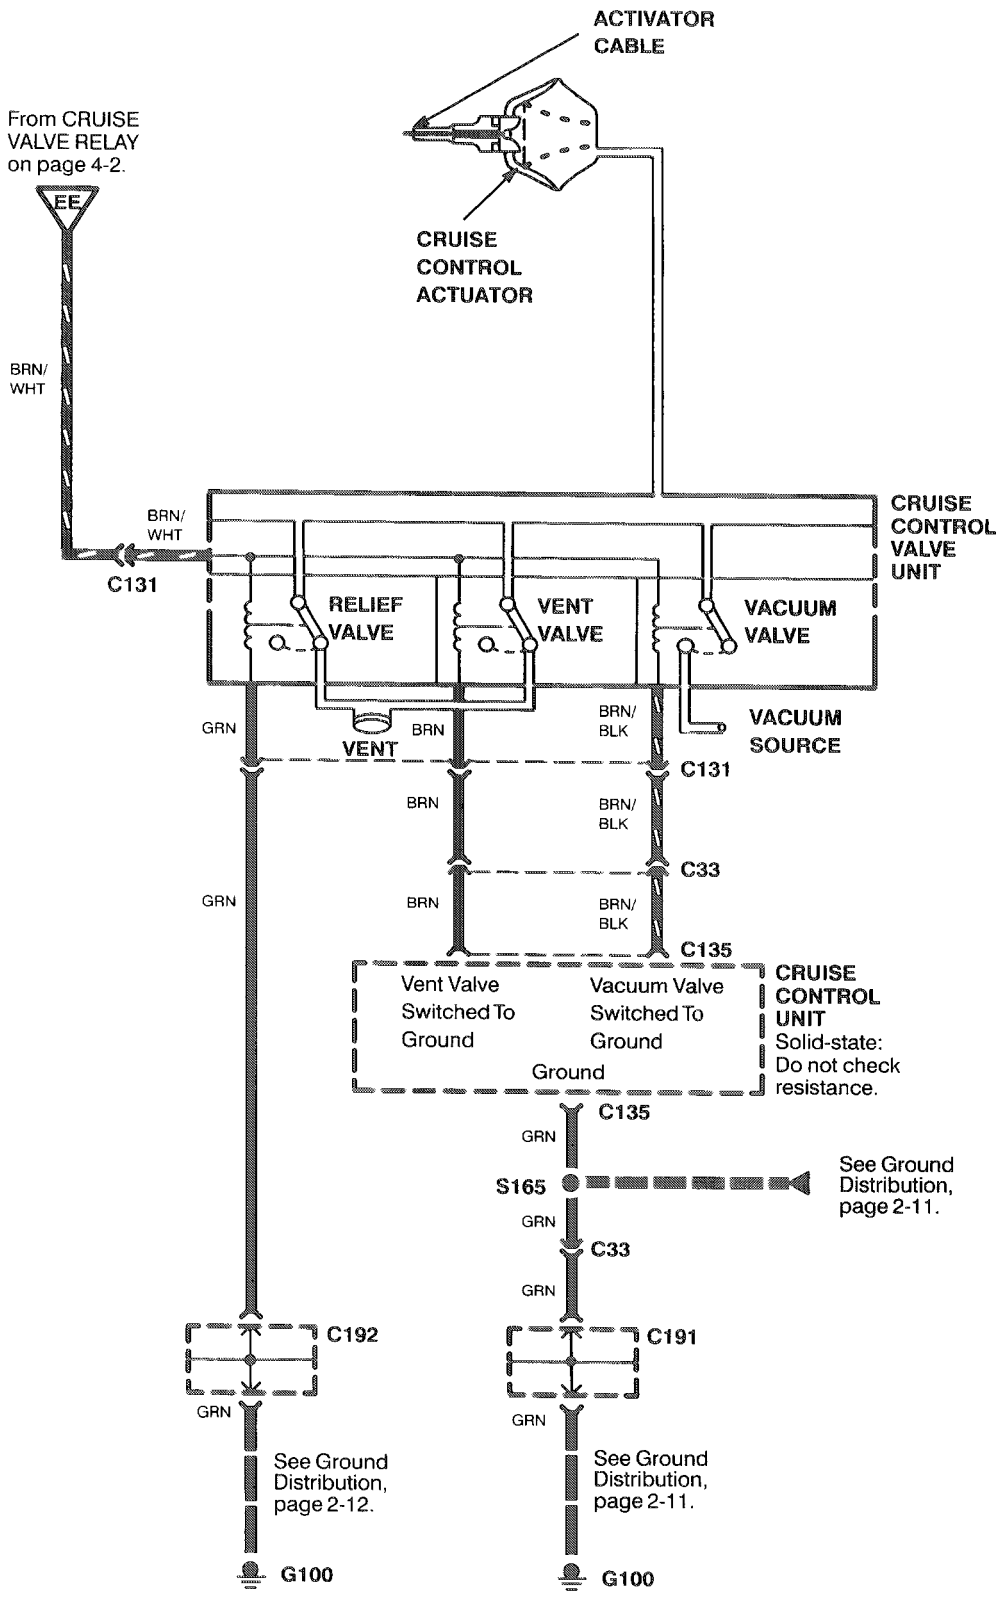 ACTIVATOR
CABLE
From CRUISE
VALVE RELAY
on page 4-2.
EE
CRUISE
CONTROL
ACTUATOR
BRN/
WHT
BRN/
WHT
C131
CRUISE
CONTROL
VALVE
UNIT
RELIEF
VALVE
VENT
VALVE
VACUUM
VALVE
GRN
VENT
BRN
BRN/
BLK
VACUUM
SOURCE
C131
BRN
BRN/
BLK
C33
GRN
BRN
BRN/
BLK
C135
Vent Valve
Switched To
Ground
Vacuum Valve
Switched To
Ground
Ground
CRUISE
CONTROL
UNIT
Solid-state:
Do not check
resistance.
C135
GRN
S165
See Ground
Distribution,
page 2-11.
GRN
C33
GRN
C192
C191
GRN
See Ground
Distribution,
page 2-12.
G100
GRN
See Ground
Distribution,
page 2-11.
G100